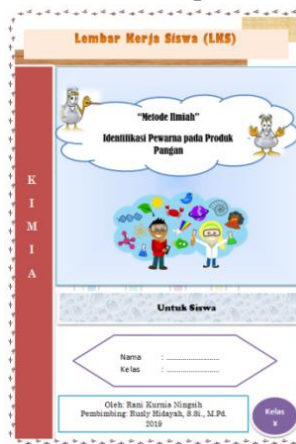 Lembar Kerja Siswa (LKS)
“Metode Ilmiah”
Identifikasi Pewarna pada Produk
Pangan
K
I
M
I
A
Untuk Siswa
Nama : ............................
Kelas : ............................
Oleh: Rani Kurnia Ningsih
Pembimbing: Rusly Hidayah, S.Si., M.Pd.
2019
Kelas
X